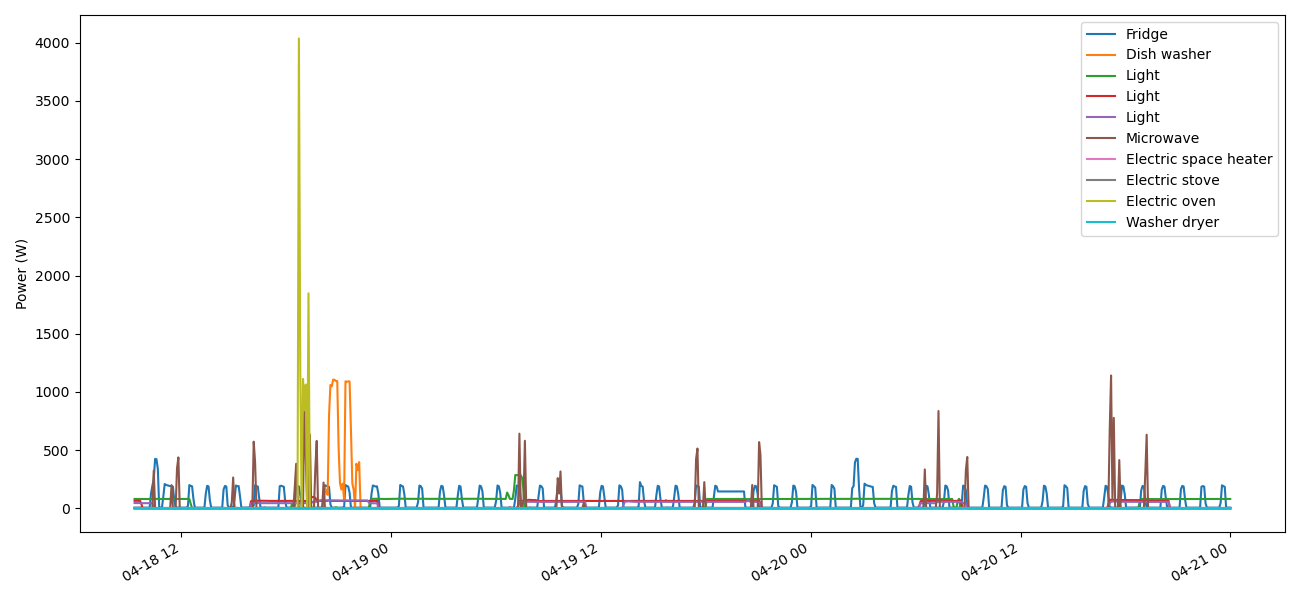 4000
3500
3000
2500
2000
1500
1000
500
0
Power (W)
Fridge
Dish washer
Light
Light
Light
Microwave
Electric space heater
Electric stove
Electric oven
Washer dryer
04-18 12
04-19 00
04-19 12
04-20 00
04-20 12
04-21 00